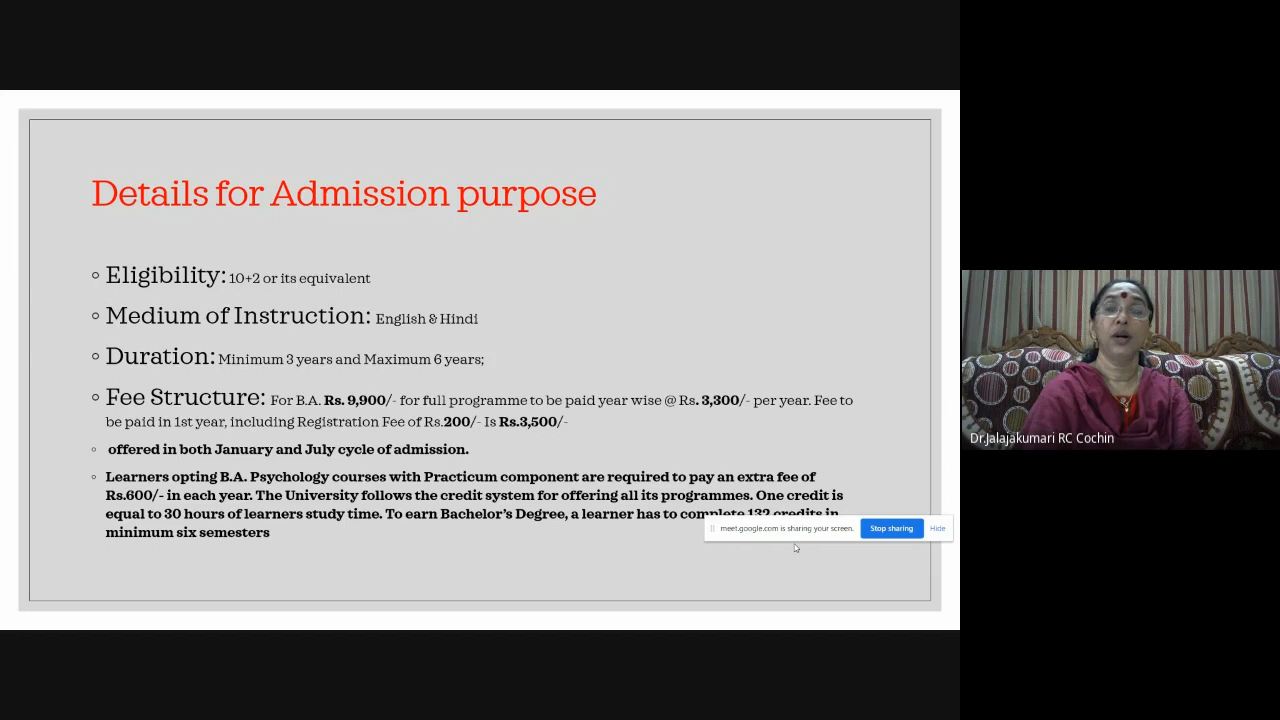 Details for Admission purpose
Eligibility: 10+2 or its equivalent
Medium of Instruction: English & Hindi
Duration: Minimum 3 years and Maximum 6 years;
Fee Structure: For B.A. Rs. 9,900/- for full programme to be paid year wise @ Rs. 3,300/- per year. Fee to
be paid in 1st year, including Registration Fee of Rs.200/- Is Rs.3,500/-
offered in both January and July cycle of admission.
Learners opting B.A. Psychology courses with Practicum component are required to pay an extra fee of
Rs.600/- in each year. The University follows the credit system for offering all its programmes. One credit is
equal to 30 hours of learners study time. To earn Bachelor's Degree, a learner has to complete 132 credits in
minimum six semesters
meet.google.com is sharing your screen. Stop sharing Hide
Dr.Jalajakumari RC Cochin